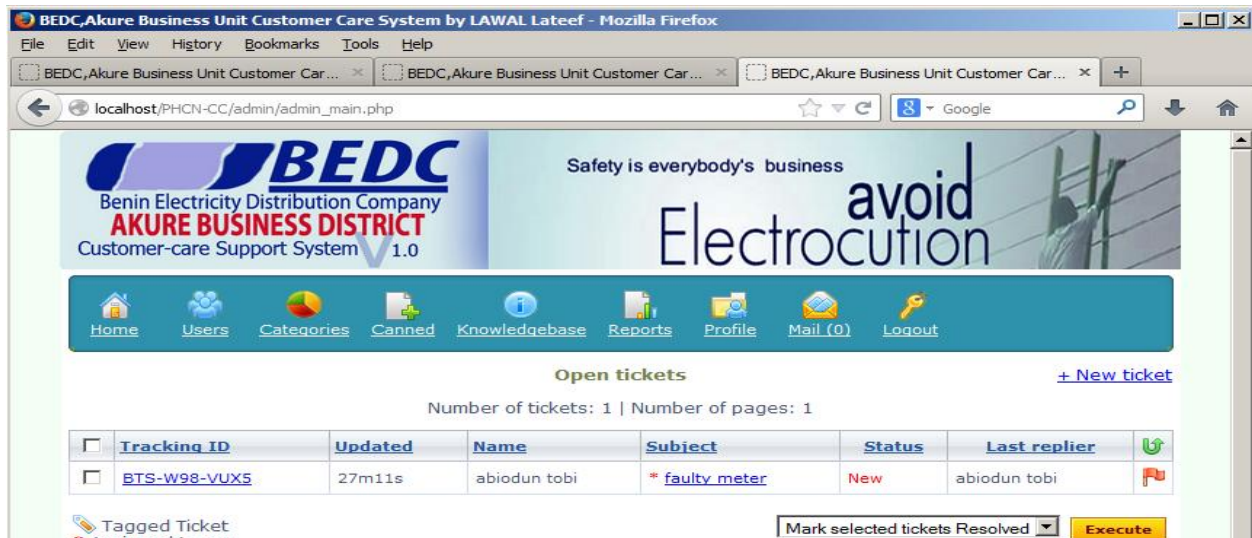 BEDC,Akure Business Unit Customer Care System by LAWAL Lateef - Mozilla Firefox
File Edit View History Bookmarks Tools Help
BEDC,Akure Business Unit Customer Car... × BEDC,Akure Business Unit Customer Car... × BEDC,Akure Business Unit Customer Car... × +
localhost/PHCN-CC/admin/admin_main.php 8 Google
BEDC
Benin Electricity Distribution Company
AKURE BUSINESS DISTRICT
Customer-care Support System V 1.0
Safety is everybody's business
avoid
Electrocution
Home Users Categories Canned Knowledgebase Reports Profile Mail (0) Logout
Open tickets + New ticket
Number of tickets: 1 | Number of pages: 1
Tracking ID Updated Name Subject Status Last replier
BTS-W98-VUX5 27m11s abiodun tobi * faulty meter New abiodun tobi
Tagged Ticket Mark selected tickets Resolved Execute